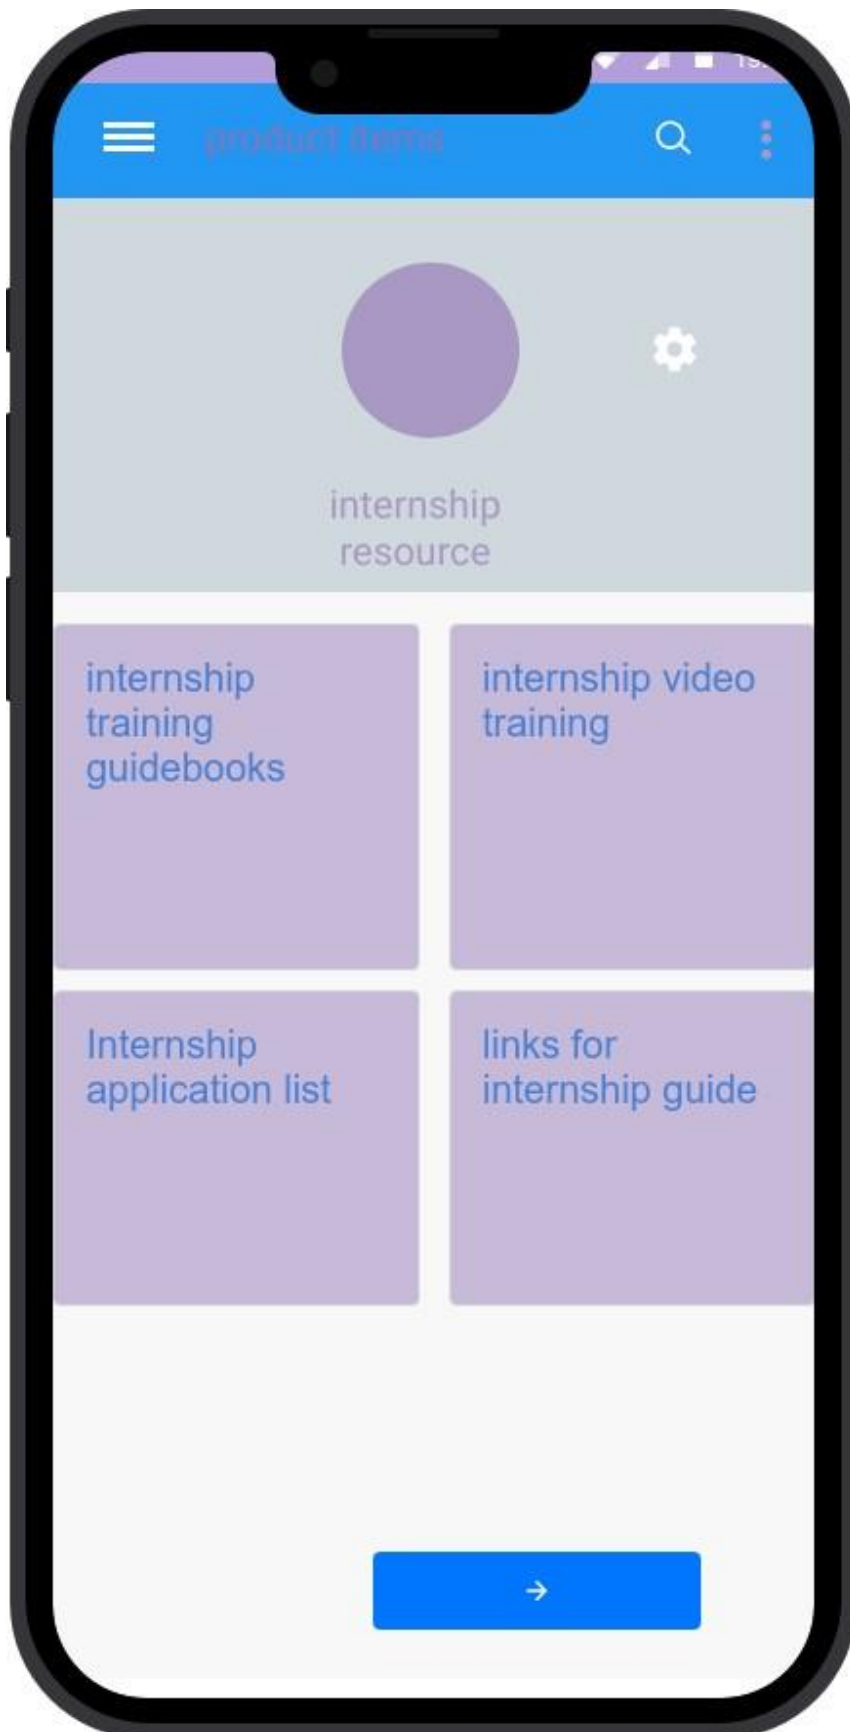 product items
internship
resource
internship
training
guidebooks
internship video
training
Internship
application list
links for
internship guide